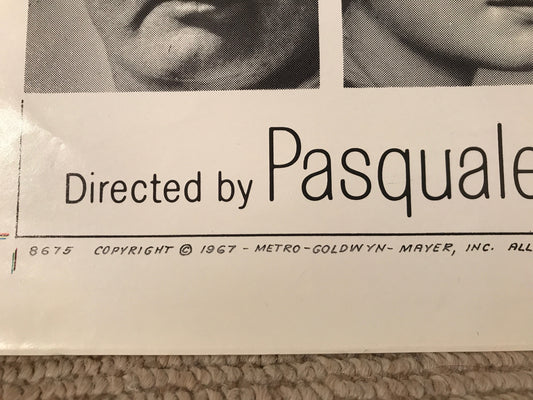 Directed by Pasquale
8675 COPYRIGHT © 1967 - METRO-GOLDWYN-MAYER, INC. ALL